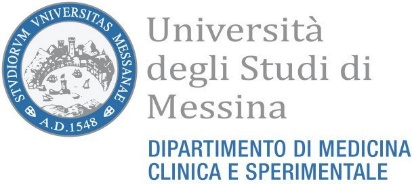 STVDIORVM VNIVERSITAS MESSANAE
A.D.1548
Università
degli Studi di
Messina
DIPARTIMENTO DI MEDICINA
CLINICA E SPERIMENTALE